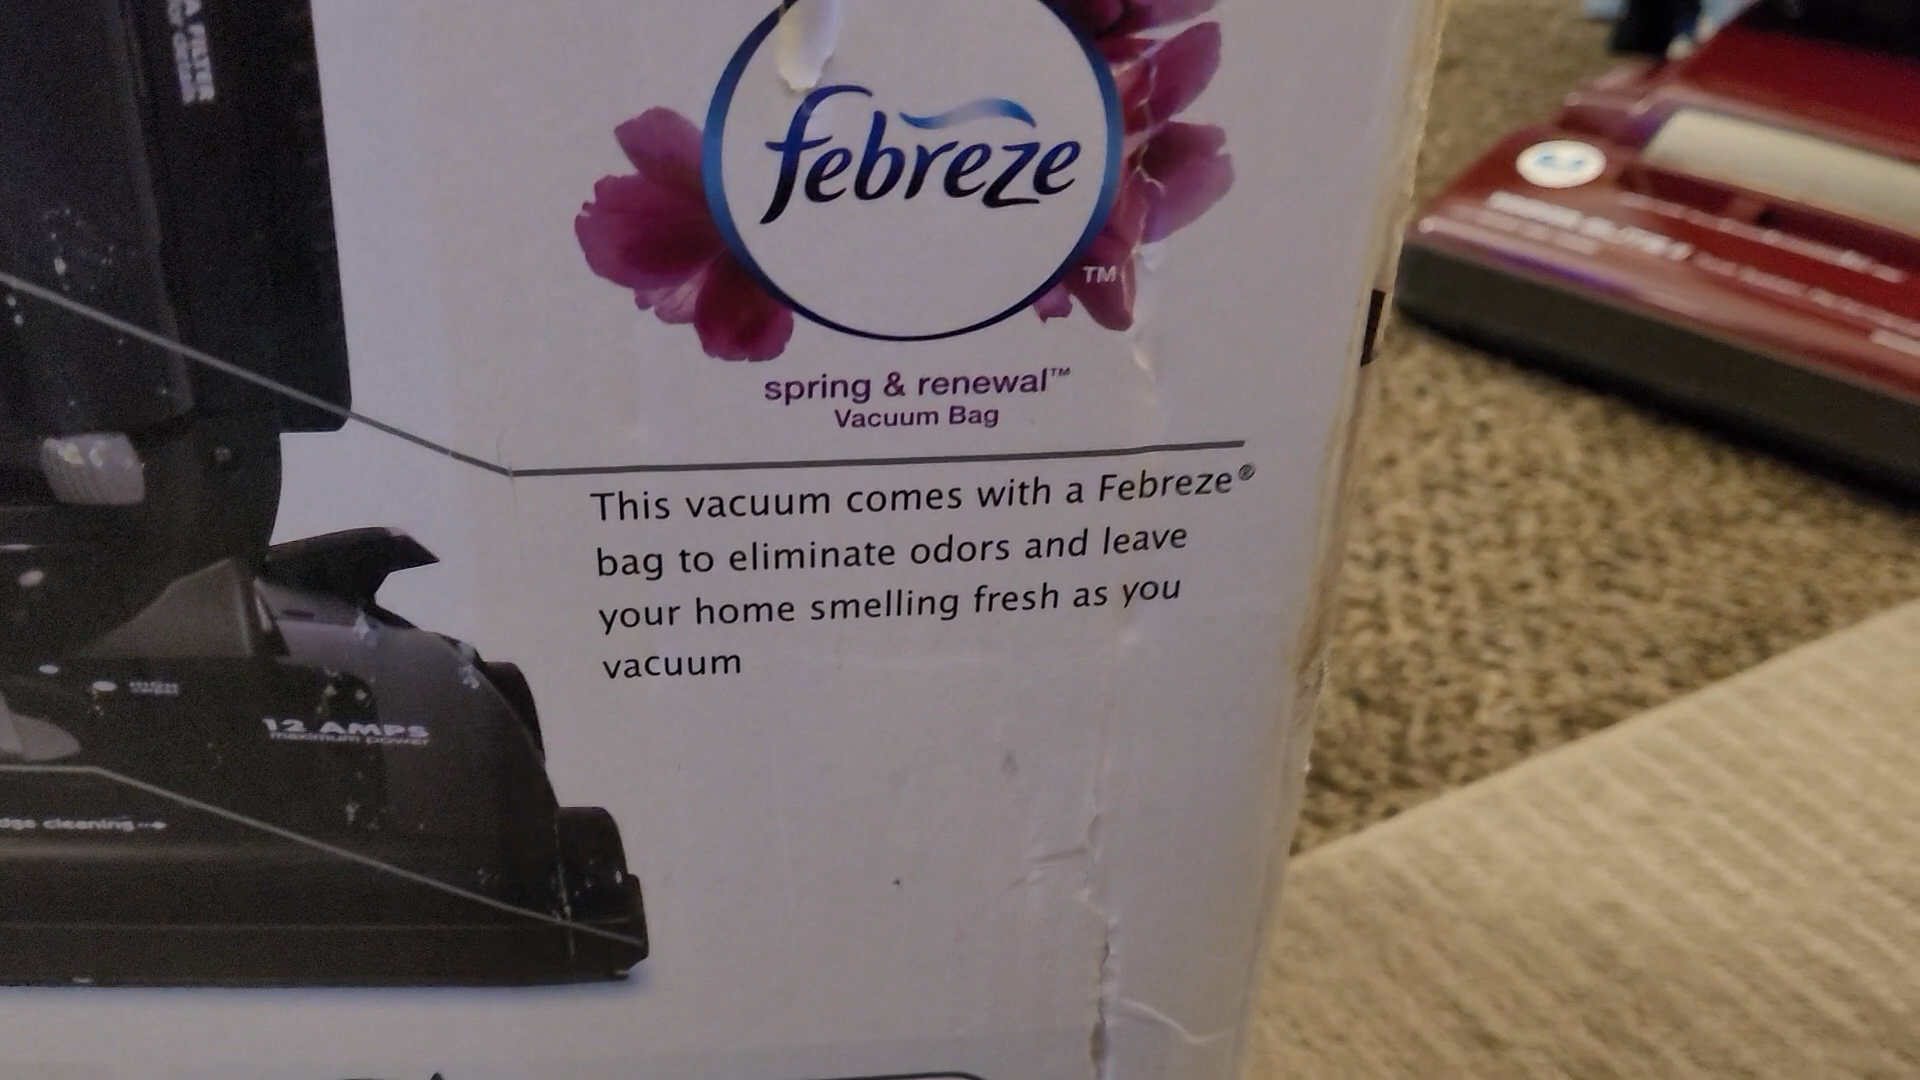 FILTER
febreze
TM
spring & renewal™
Vacuum Bag
This vacuum comes with a Febreze®
bag to eliminate odors and leave
your home smelling fresh as you
vacuum
12 AMPS
maximum power
cleaning